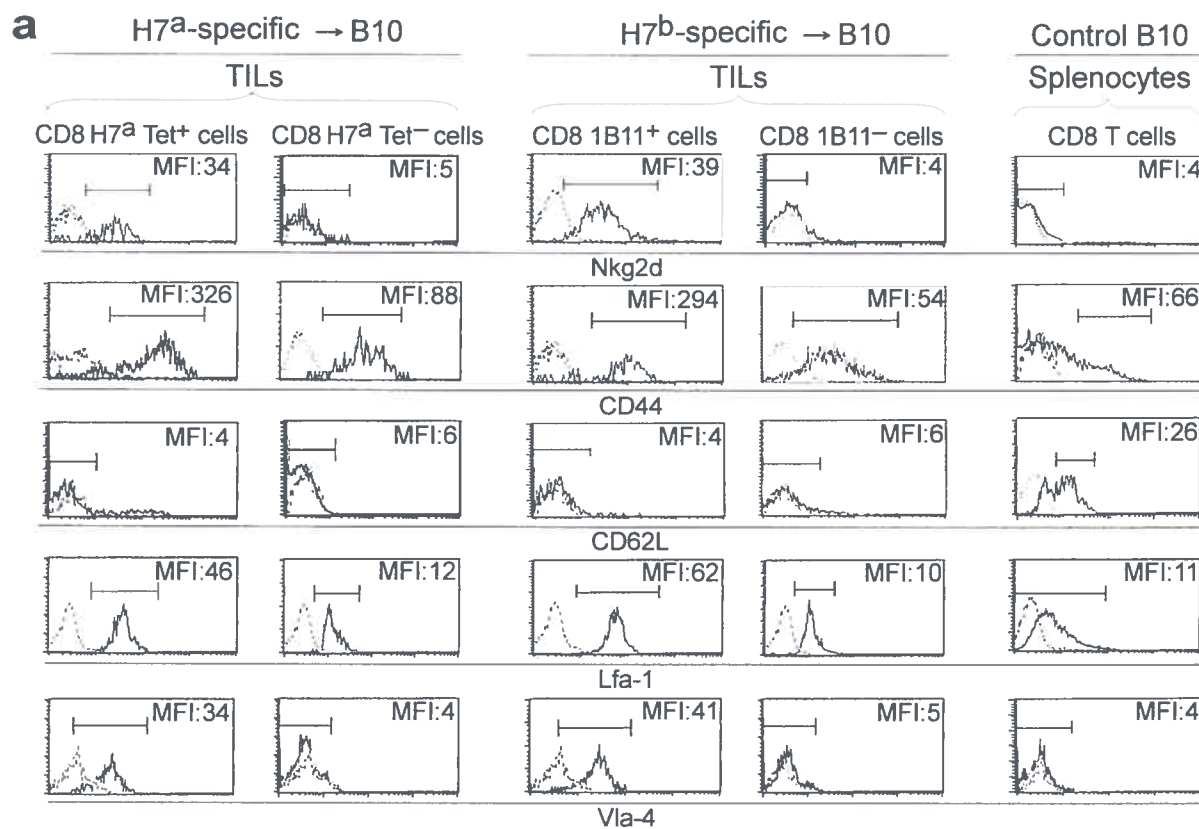 a
H7a-specific → B10 H7b-specific → B10 Control B10
TILs TILs Splenocytes
CD8 H7a Tet+ cells CD8 H7a Tet– cells CD8 1B11+ cells CD8 1B11– cells CD8 T cells
MFI:34 MFI:5 MFI:39 MFI:4 MFI:4
Nkg2d
MFI:326 MFI:88 MFI:294 MFI:54 MFI:66
CD44
MFI:4 MFI:6 MFI:4 MFI:6 MFI:26
CD62L
MFI:46 MFI:12 MFI:62 MFI:10 MFI:11
Lfa-1
MFI:34 MFI:4 MFI:41 MFI:5 MFI:4
Vla-4